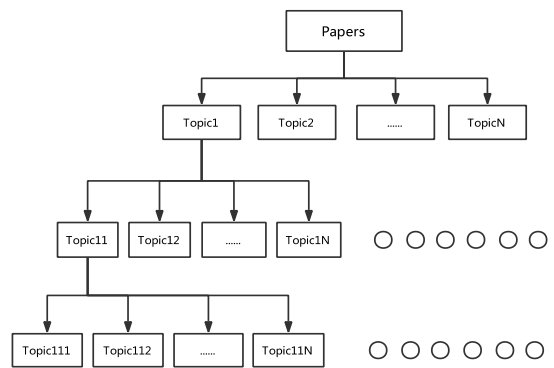 Papers
Topic1
Topic2
......
TopicN
Topic11
Topic12
......
Topic1N
Topic111
Topic112
......
Topic11N